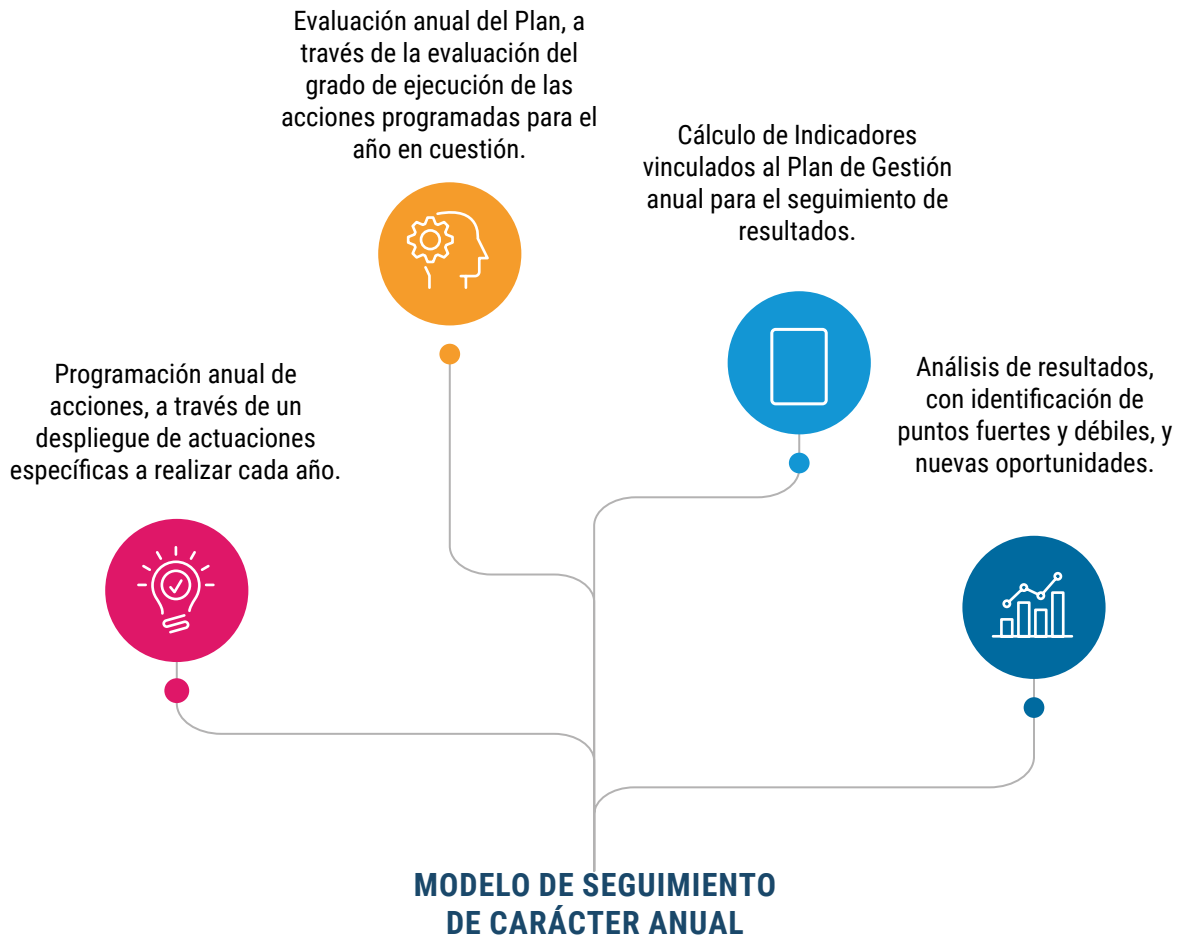 Evaluación anual del Plan, a
través de la evaluación del
grado de ejecución de las
acciones programadas para el
año en cuestión.
Cálculo de Indicadores
vinculados al Plan de Gestión
anual para el seguimiento de
resultados.
Programación anual de
acciones, a través de un
despliegue de actuaciones
específicas a realizar cada año.
Análisis de resultados,
con identificación de
puntos fuertes y débiles, y
nuevas oportunidades.
MODELO DE SEGUIMIENTO
DE CARÁCTER ANUAL